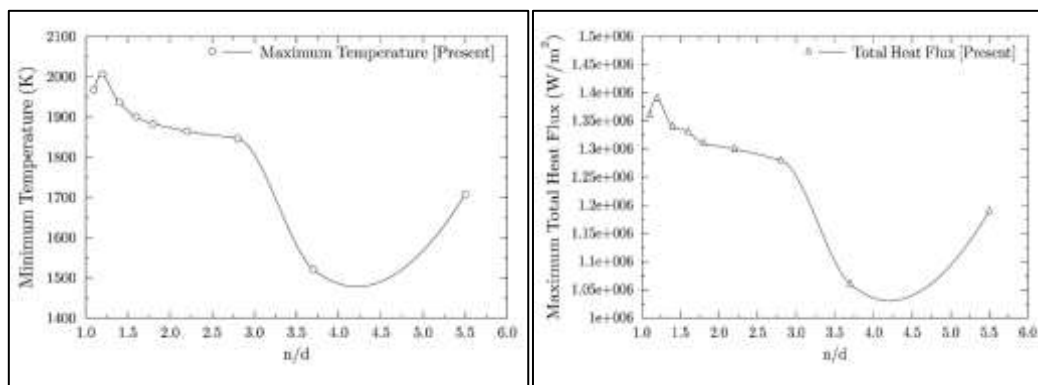 2100
2000
1900
1800
1700
1600
1500
1400
Minimum Temperature (K)
Maximum Temperature [Present]
1.0 1.5 2.0 2.5 3.0 3.5 4.0 4.5 5.0 5.5 6.0
n/d
1.5e+006
1.45e+006
1.4e+006
1.35e+006
1.3e+006
1.25e+006
1.2e+006
1.15e+006
1.1e+006
1.05e+006
1e+006
Maximum Total Heat Flux (W/m²)
Total Heat Flux [Present]
1.0 1.5 2.0 2.5 3.0 3.5 4.0 4.5 5.0 5.5 6.0
n/d